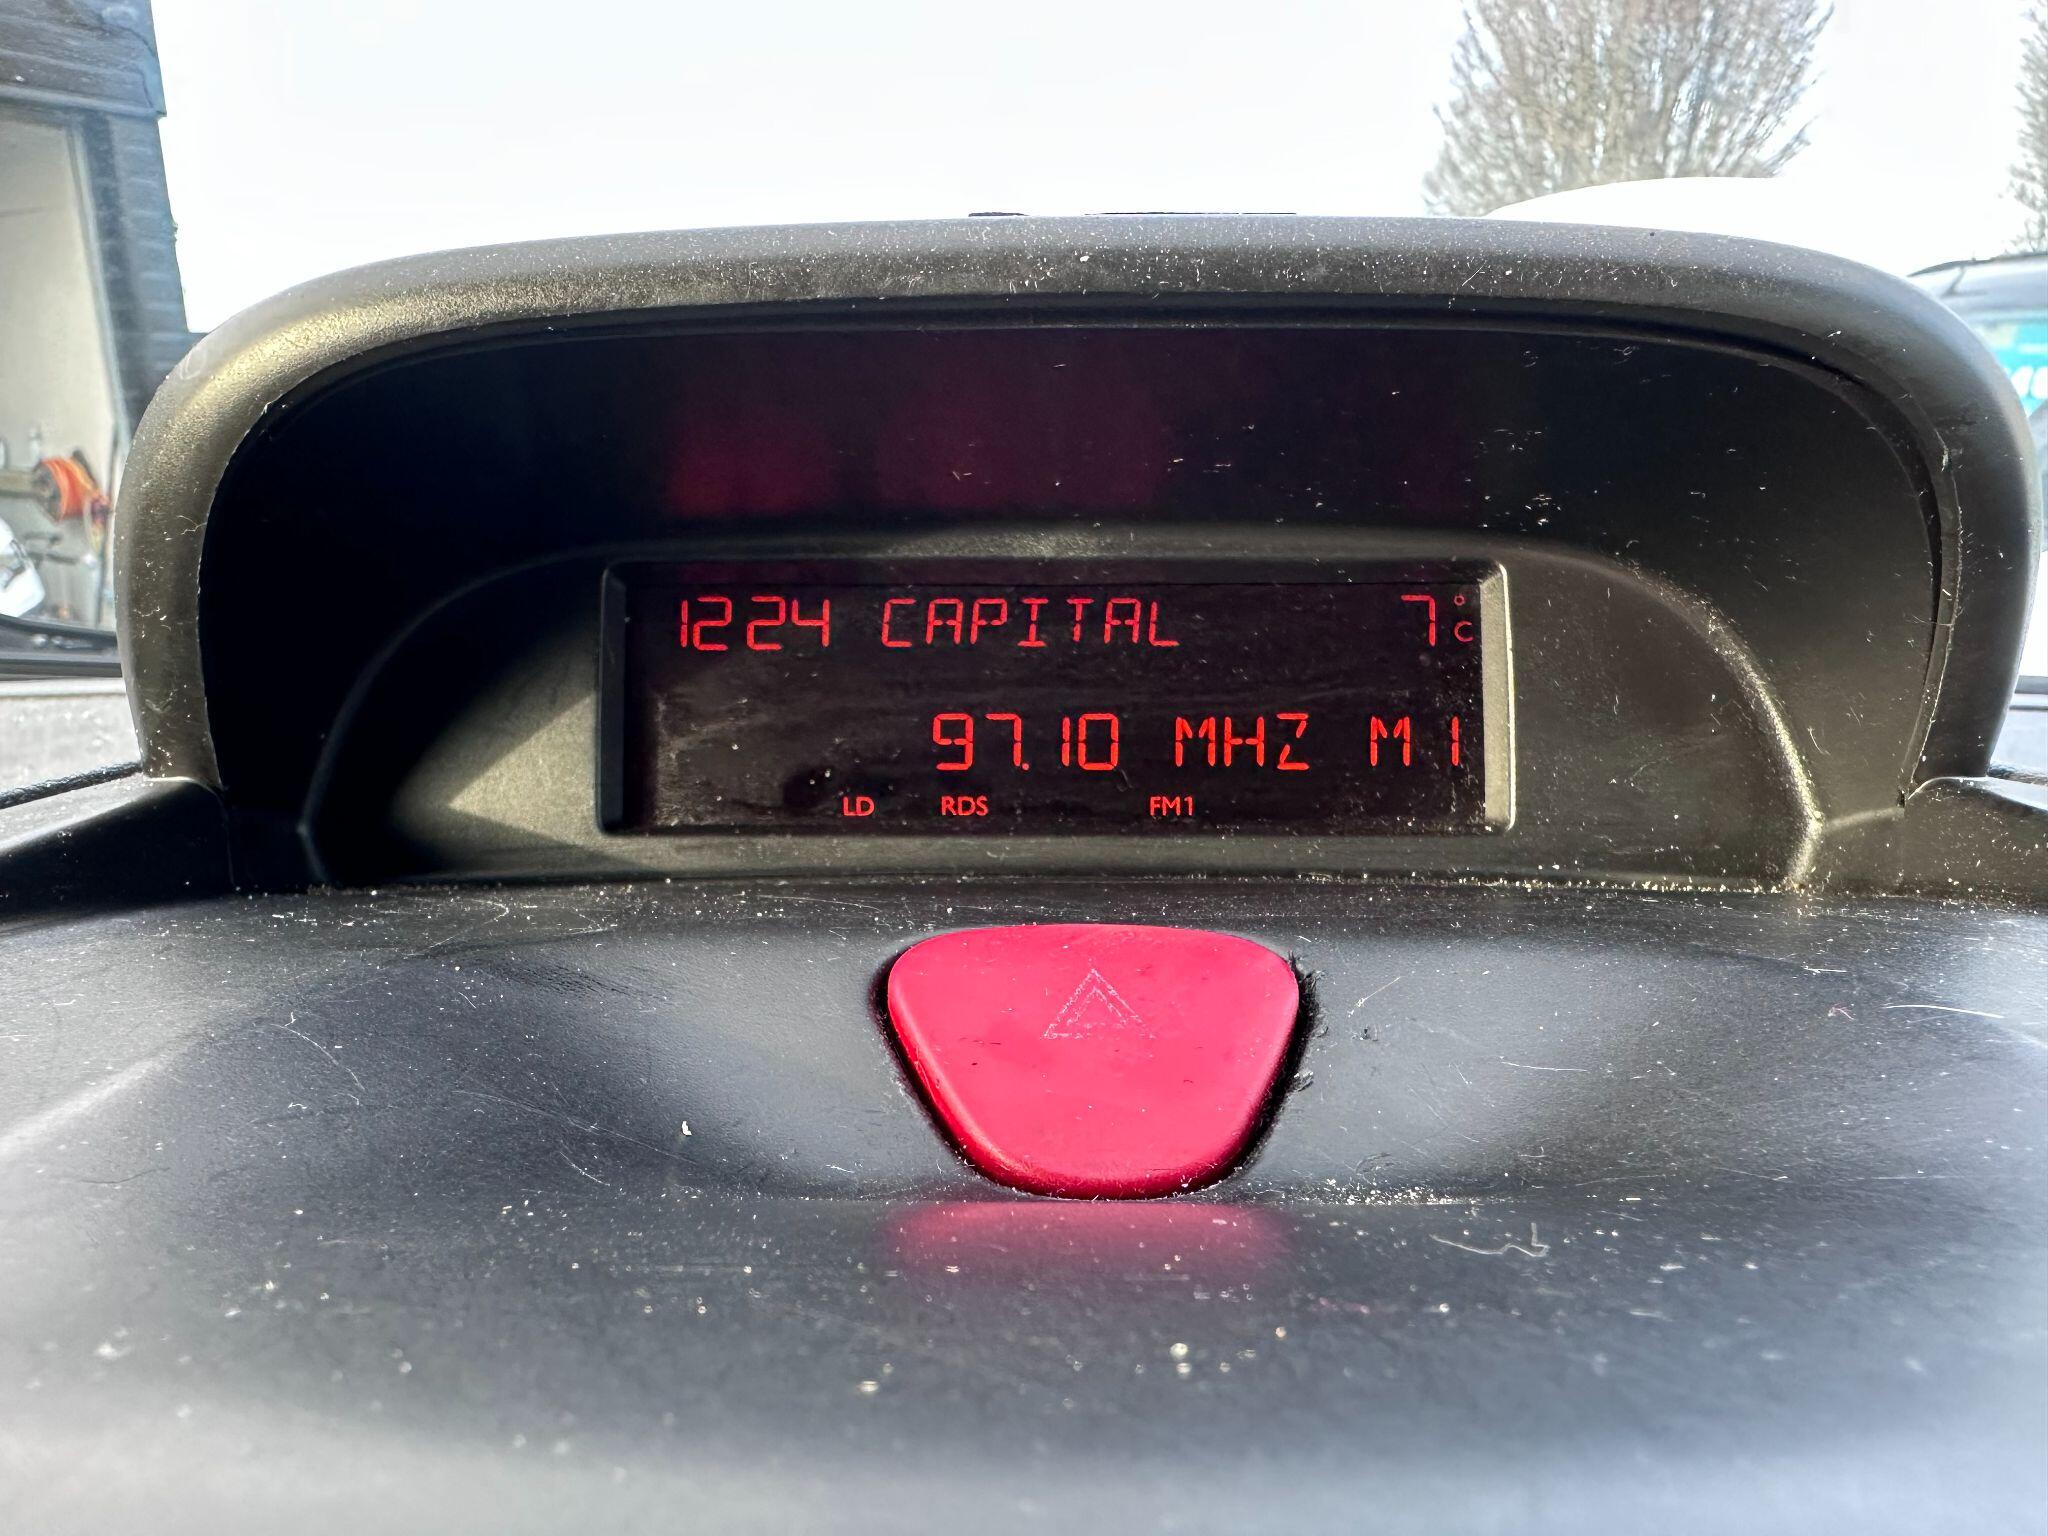 1224 CAPITAL 7°C
97.10 MHZ M1
LD RDS FM1